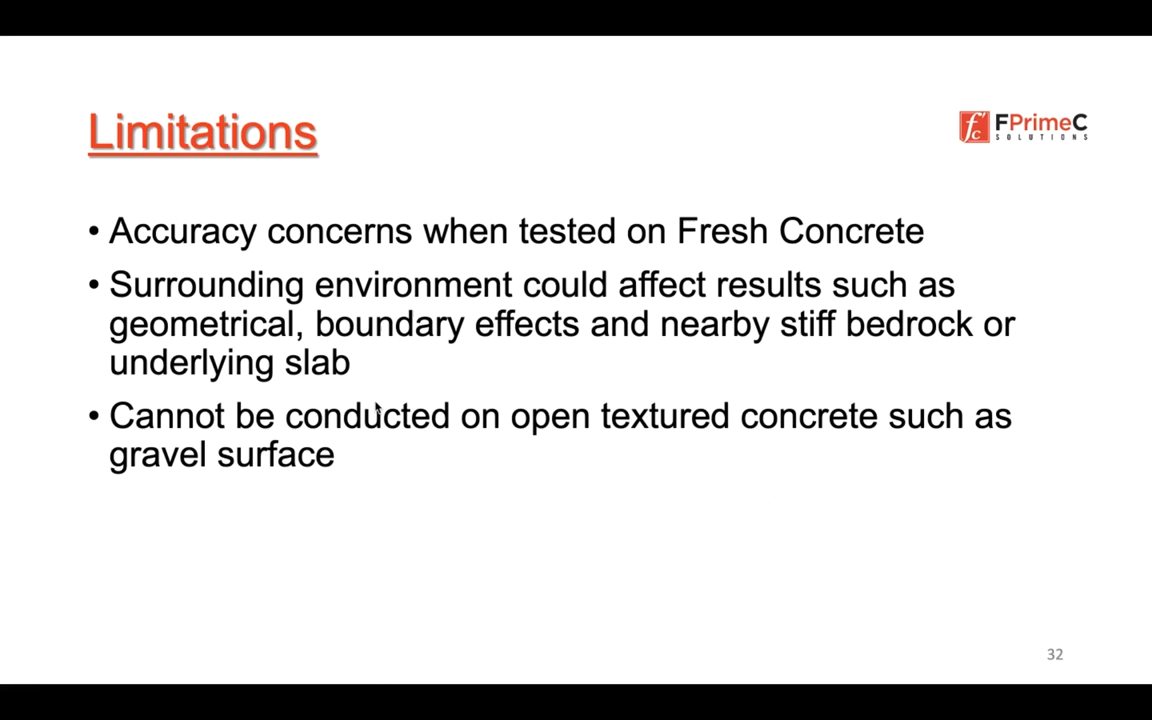 Limitations
f'c FPrimeC
SOLUTIONS
• Accuracy concerns when tested on Fresh Concrete
• Surrounding environment could affect results such as
geometrical, boundary effects and nearby stiff bedrock or
underlying slab
• Cannot be conducted on open textured concrete such as
gravel surface
32